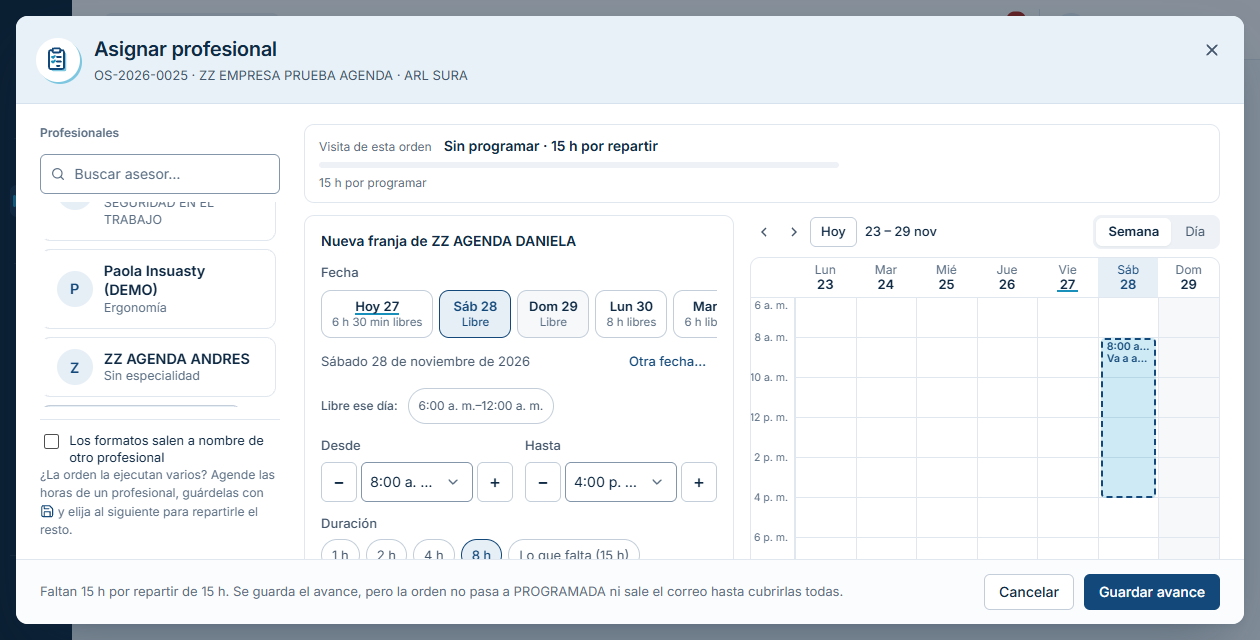 Asignar profesional
OS-2026-0025 · ZZ EMPRESA PRUEBA AGENDA · ARL SURA
Profesionales
Buscar asesor...
SEGURIDAD EN EL
TRABAJO
P
Paola Insuasty
(DEMO)
Ergonomía
Z
ZZ AGENDA ANDRES
Sin especialidad
Los formatos salen a nombre de
otro profesional
¿La orden la ejecutan varios? Agende las
horas de un profesional, guárdelas con
y elija al siguiente para repartirle el
resto.
Visita de esta orden Sin programar · 15 h por repartir
15 h por programar
Nueva franja de ZZ AGENDA DANIELA
Fecha
Hoy 27
6 h 30 min libres
Sáb 28
Libre
Dom 29
Libre
Lun 30
8 h libres
Mar
6 h lib
Sábado 28 de noviembre de 2026
Otra fecha...
Libre ese día: 6:00 a. m.–12:00 a. m.
Desde
Hasta
− 8:00 a. ... +
− 4:00 p. ... +
Duración
1 h 2 h 4 h 8 h Lo que falta (15 h)
Hoy 23 – 29 nov
Semana Día
Lun Mar Mié Jue Vie Sáb Dom
23 24 25 26 27 28 29
6 a. m.
8 a. m.
10 a. m.
12 p. m.
2 p. m.
4 p. m.
6 p. m.
8:00 a...
Va a a...
Faltan 15 h por repartir de 15 h. Se guarda el avance, pero la orden no pasa a PROGRAMADA ni sale el correo hasta cubrirlas todas.
Cancelar
Guardar avance